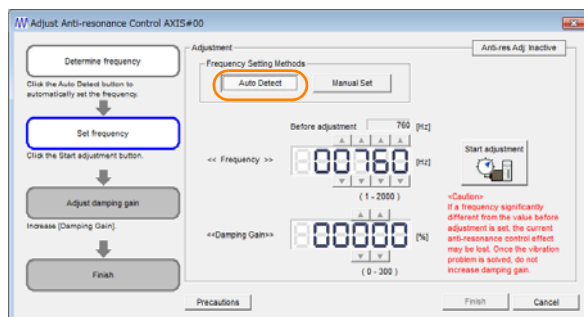 Adjust Anti-resonance Control AXIS#00
Determine frequency
Click the Auto Detect button to
automatically set the frequency.
Set frequency
Click the Start adjustment button.
Adjust damping gain
Increase [Damping Gain].
Finish
Adjustment
Anti-res Adj Inactive
Frequency Setting Methods
Auto Detect
Manual Set
Before adjustment 760 [Hz]
<< Frequency >> 00760 [Hz]
( 1 - 2000 )
<<Damping Gain>> 00000 [%]
( 0 - 300 )
Start adjustment
<Caution>
If a frequency significantly
different from the value before
adjustment is set, the current
anti-resonance control effect
may be lost. Once the vibration
problem is solved, do not
increase damping gain.
Precautions
Finish
Cancel